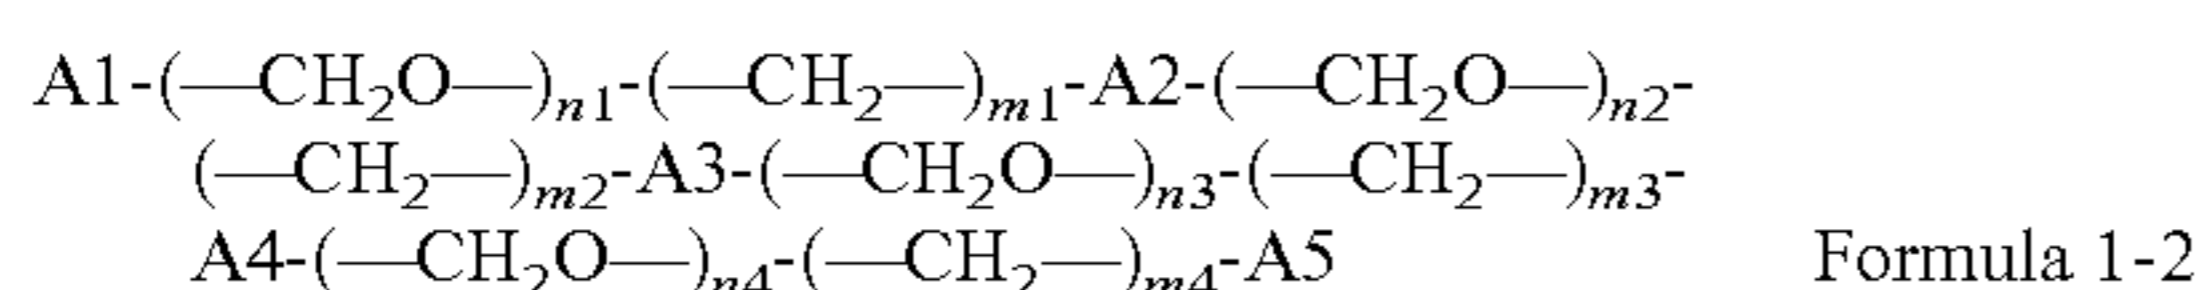 A1-(—CH₂O—)ₙ₁-(—CH₂—)ₘ₁-A2-(—CH₂O—)ₙ₂-
(—CH₂—)ₘ₂-A3-(—CH₂O—)ₙ₃-(—CH₂—)ₘ₃-
A4-(—CH₂O—)ₙ₄-(—CH₂—)ₘ₄-A5 Formula 1-2